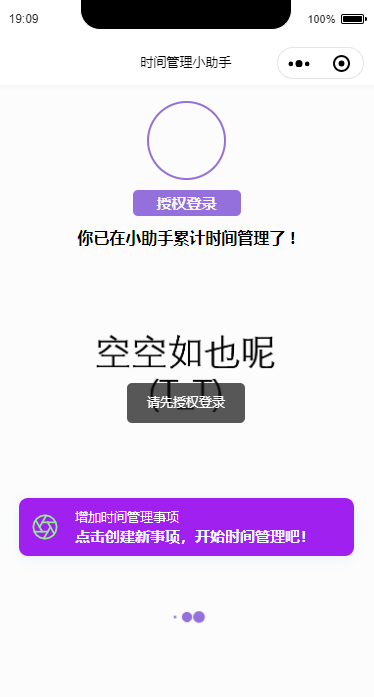 19:09
100%
时间管理小助手
授权登录
你已在小助手累计时间管理了！
空空如也呢
(T_T)
请先授权登录
增加时间管理事项
点击创建新事项，开始时间管理吧！